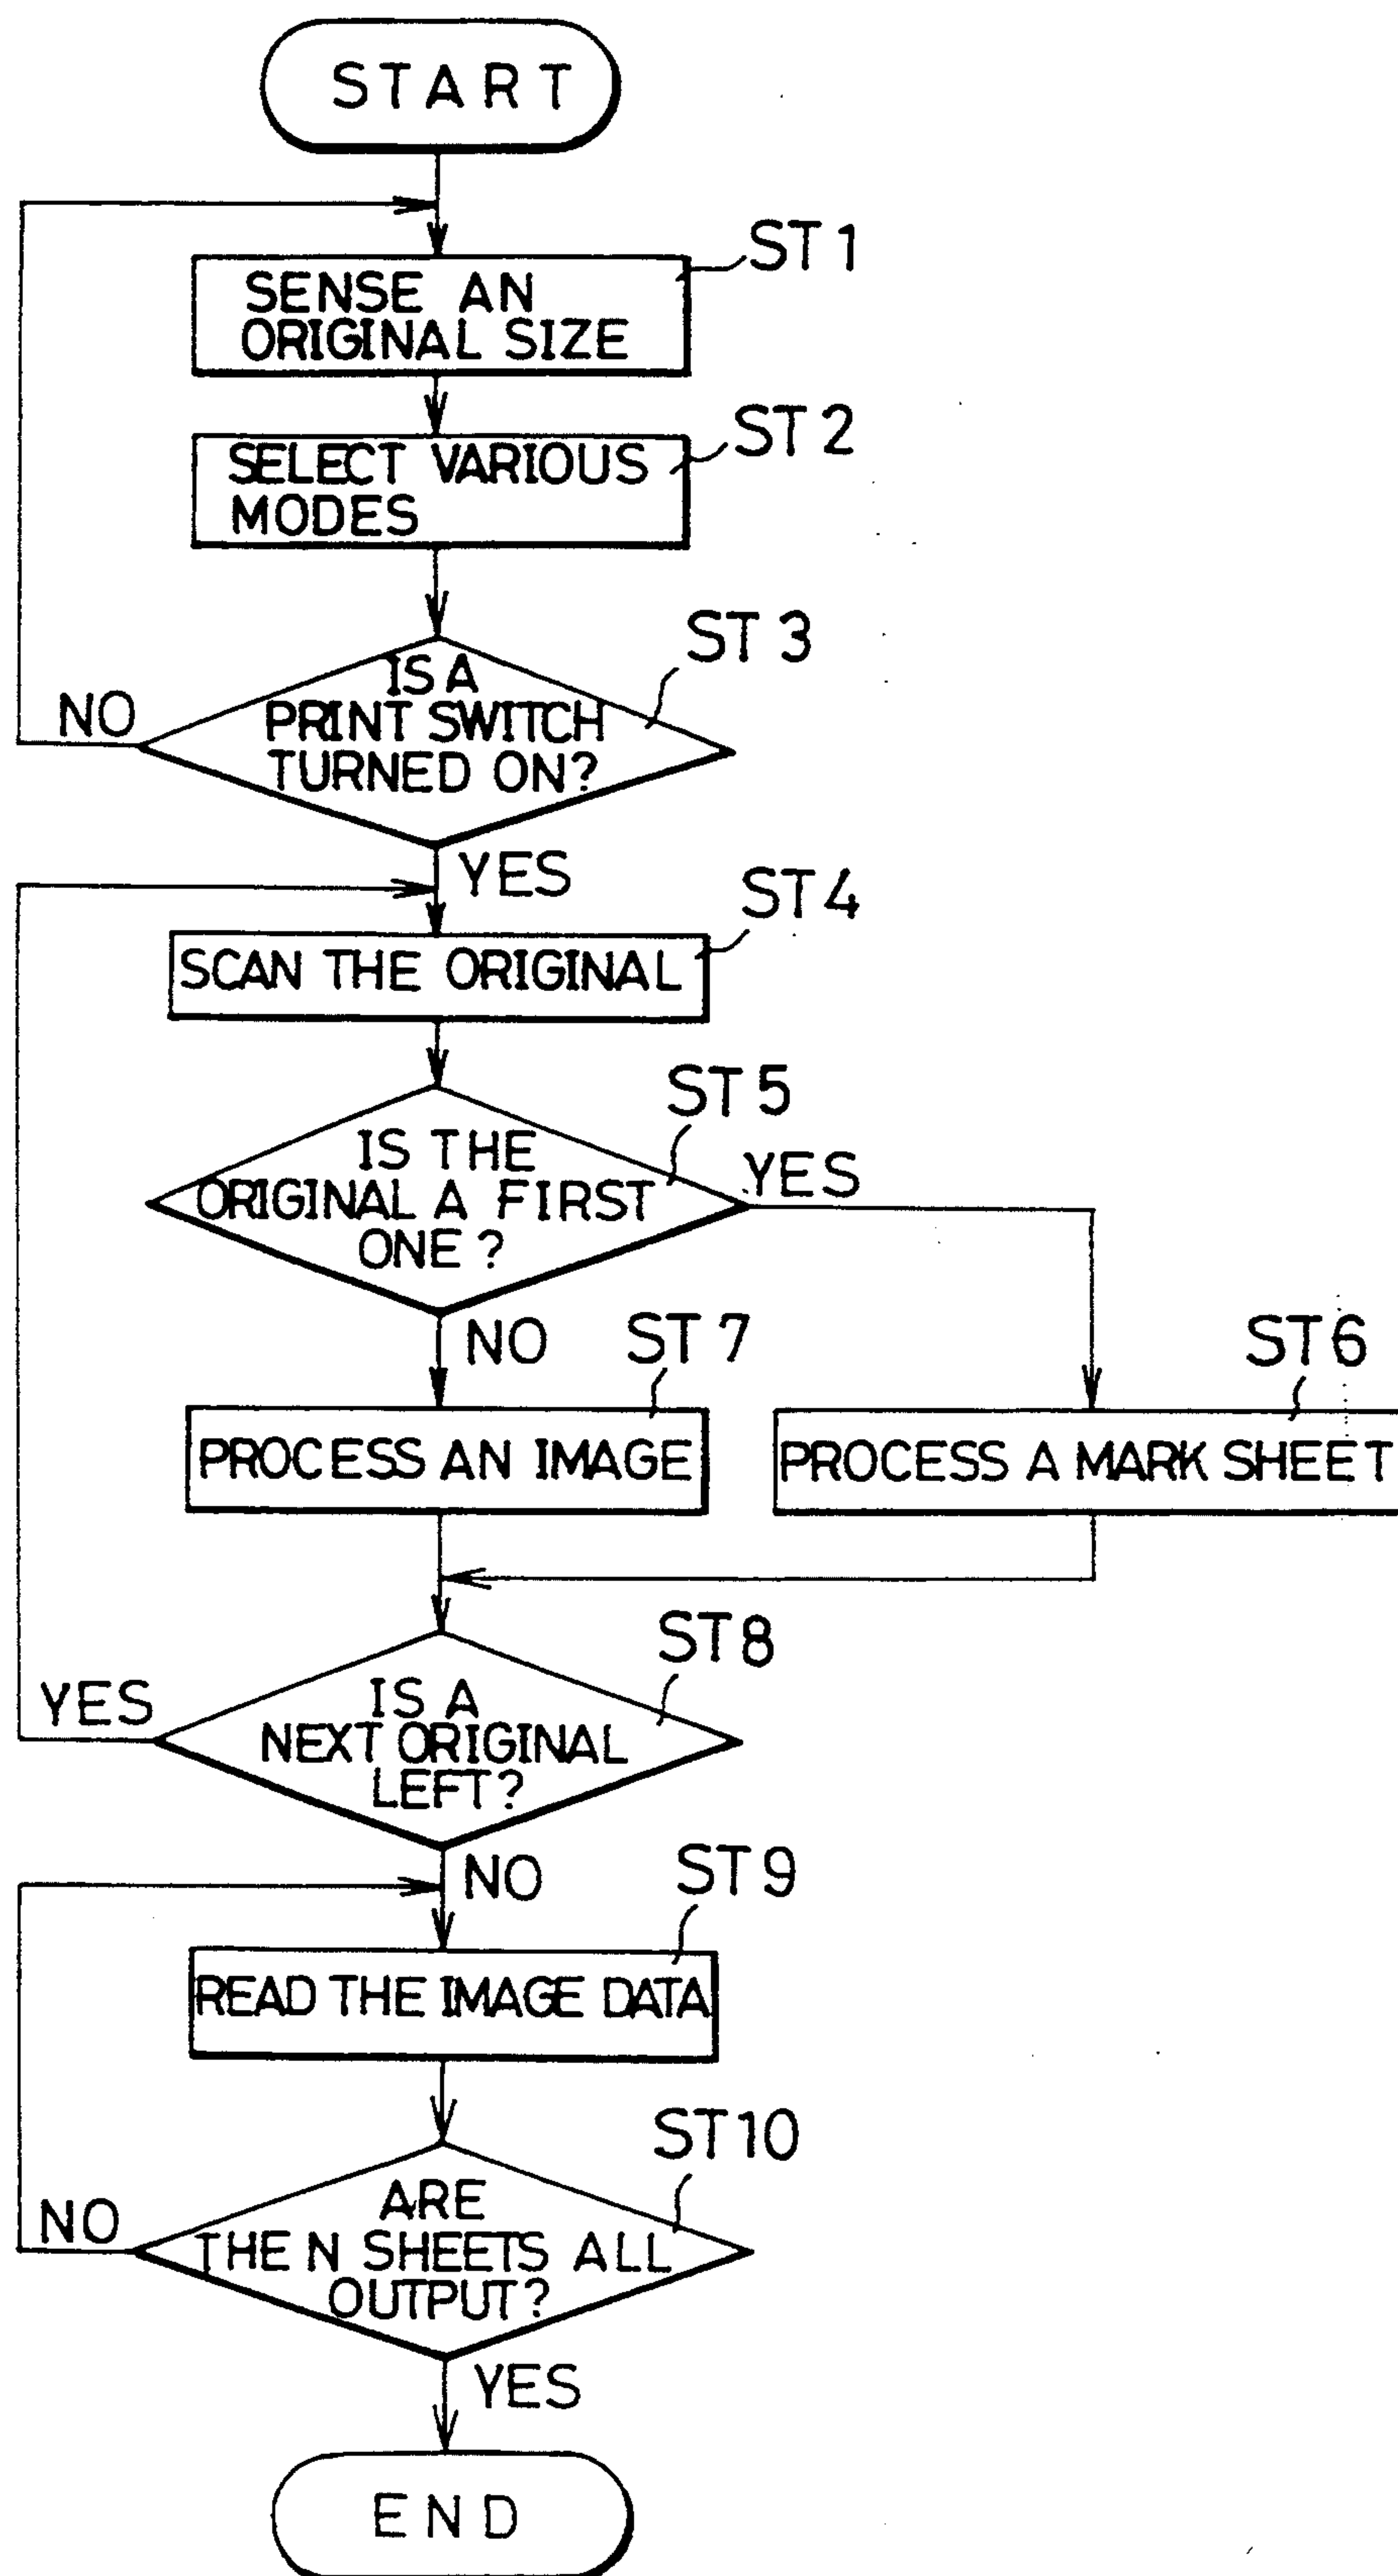 START
ST1
SENSE AN
ORIGINAL SIZE
ST2
SELECT VARIOUS
MODES
ST3
IS A
PRINT SWITCH
TURNED ON?
NO
YES
ST4
SCAN THE ORIGINAL
ST5
IS THE
ORIGINAL A FIRST
ONE?
YES
NO
ST7
ST6
PROCESS AN IMAGE
PROCESS A MARK SHEET
ST8
IS A
NEXT ORIGINAL
LEFT?
YES
NO
ST9
READ THE IMAGE DATA
ST10
ARE
THE N SHEETS ALL
OUTPUT?
NO
YES
END